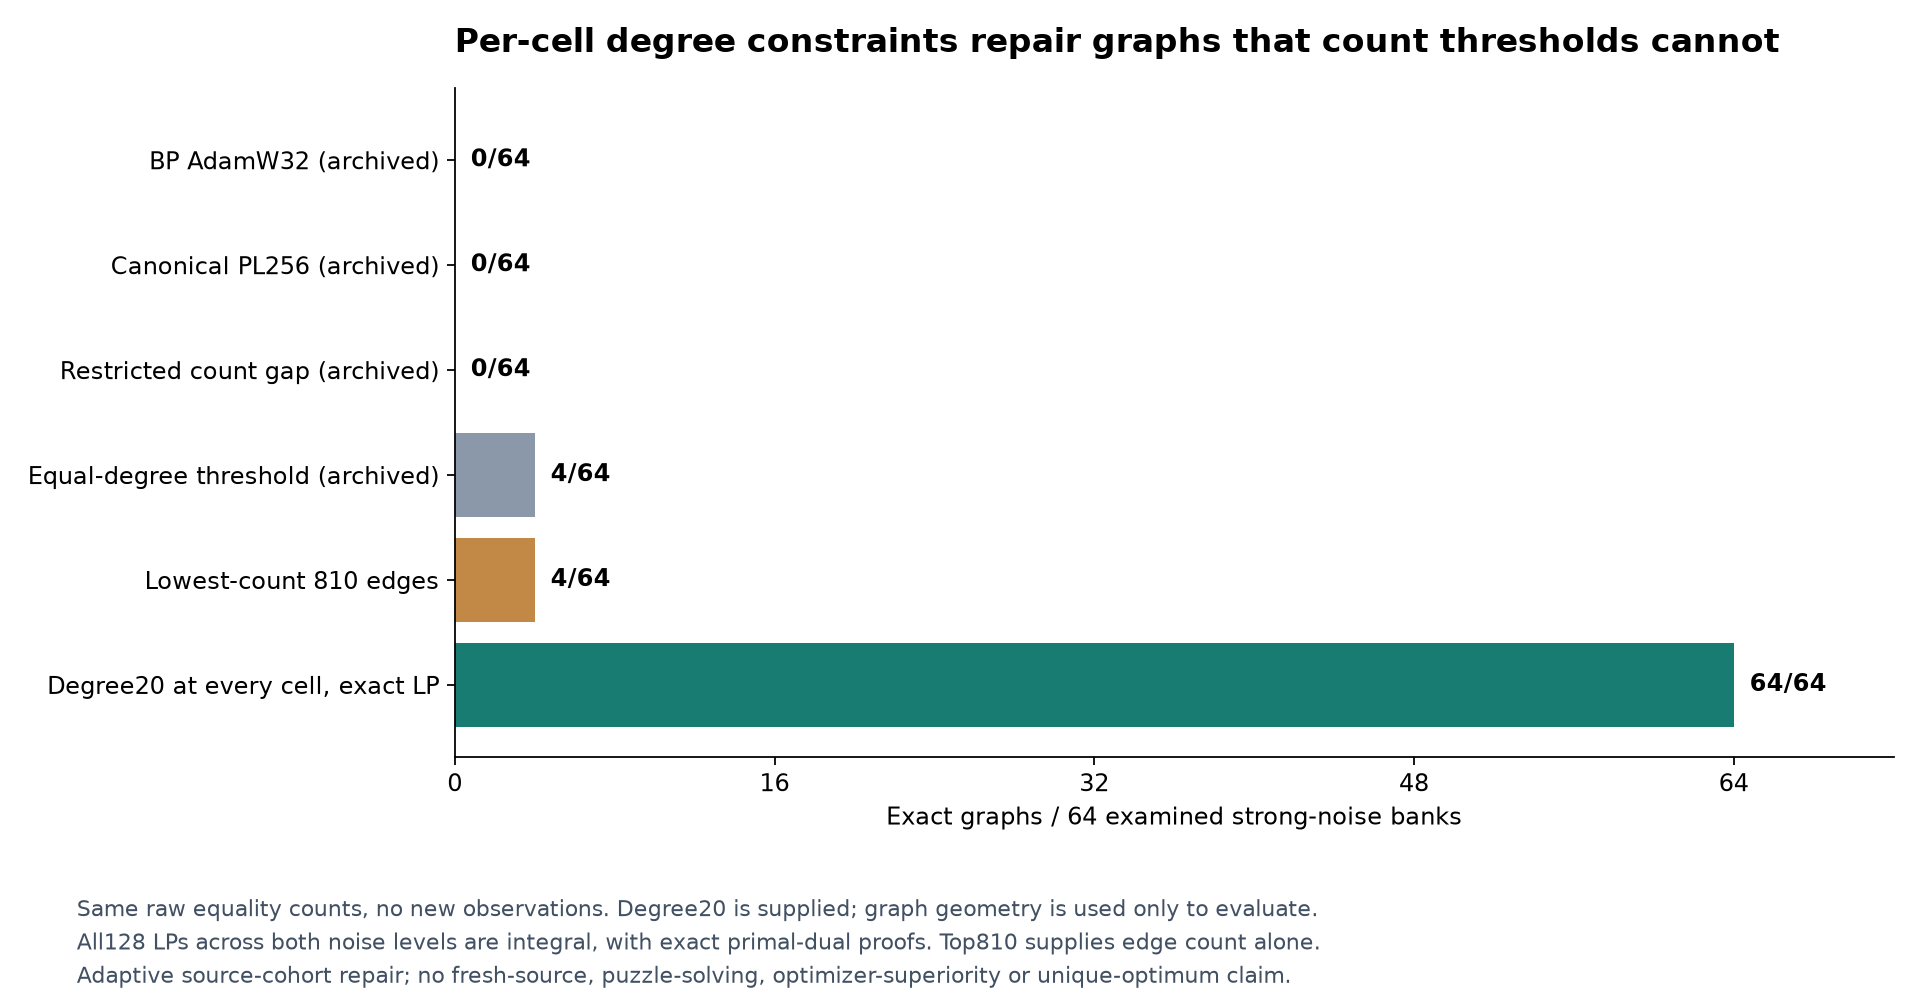 Per-cell degree constraints repair graphs that count thresholds cannot
BP AdamW32 (archived)
0/64
Canonical PL256 (archived)
0/64
Restricted count gap (archived)
0/64
Equal-degree threshold (archived)
4/64
Lowest-count 810 edges
4/64
Degree20 at every cell, exact LP
64/64
0 16 32 48 64
Exact graphs / 64 examined strong-noise banks
Same raw equality counts, no new observations. Degree20 is supplied; graph geometry is used only to evaluate.
All128 LPs across both noise levels are integral, with exact primal-dual proofs. Top810 supplies edge count alone.
Adaptive source-cohort repair; no fresh-source, puzzle-solving, optimizer-superiority or unique-optimum claim.